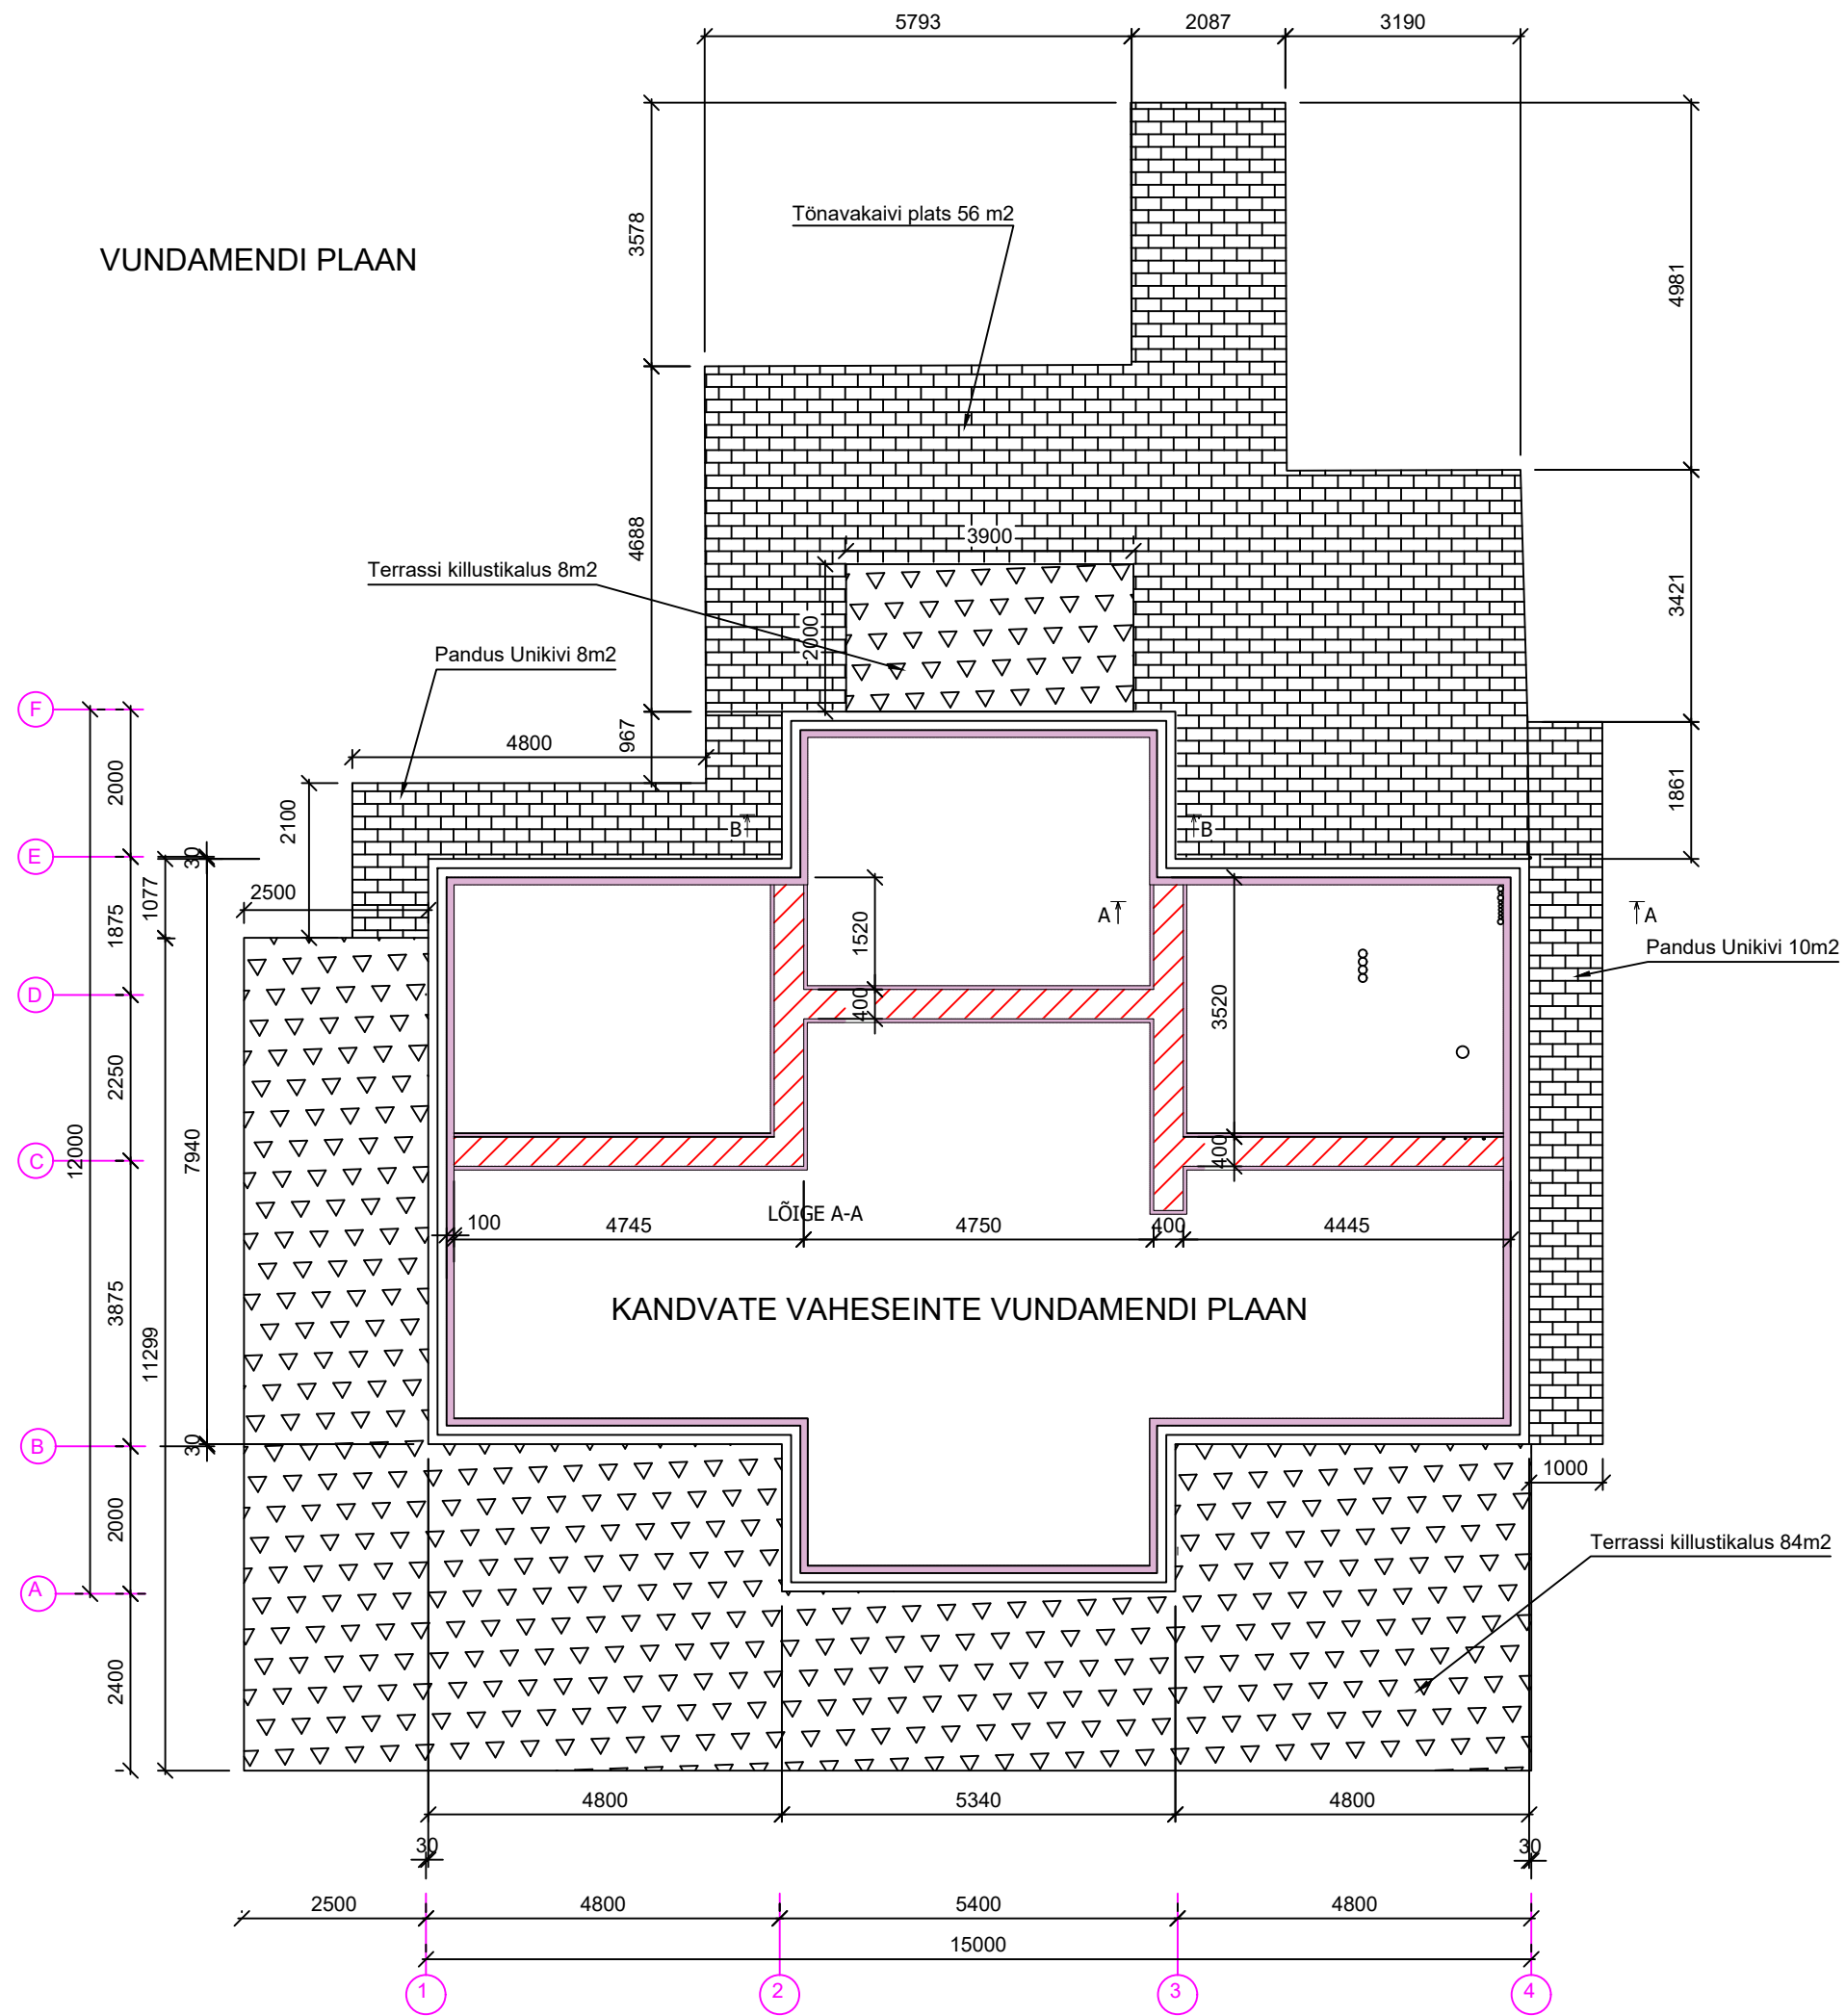 5793
2087
3190
3578
Tönavakaivi plats 56 m2
VUNDAMENDI PLAAN
4981
4688
3900
Terrassi killustikalus 8m2
3421
2000
Pandus Unikivi 8m2
F
967
4800
2000
1861
2100
B
B
E
30
1077
2500
1875
1520
A
A
Pandus Unikivi 10m2
D
400
3520
2250
12000
7940
C
400
100
4745
LÕIGE A-A
4750
400
4445
3875
11299
KANDVATE VAHESEINTE VUNDAMENDI PLAAN
B
30
1000
2000
Terrassi killustikalus 84m2
A
2400
4800
5340
4800
30
30
2500
4800
5400
4800
15000
1
2
3
4